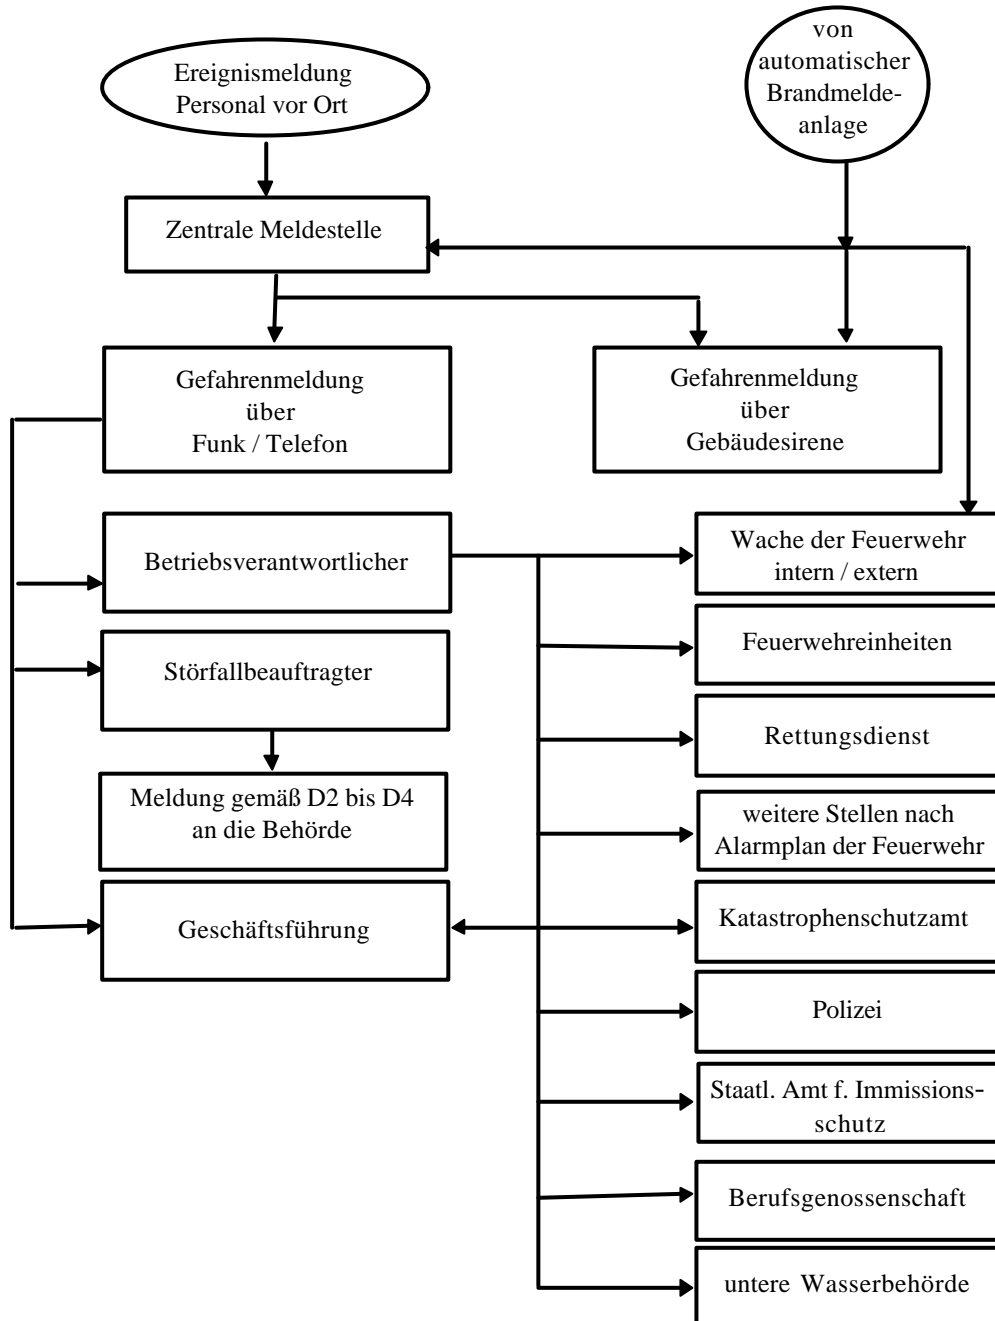 Ereignismeldung
Personal vor Ort
von
automatischer
Brandmelde-
anlage
Zentrale Meldestelle
Gefahrenmeldung
über
Funk / Telefon
Gefahrenmeldung
über
Gebäudesirene
Betriebsverantwortlicher
Wache der Feuerwehr
intern / extern
Störfallbeauftragter
Feuerwehreinheiten
Rettungsdienst
Meldung gemäß D2 bis D4
an die Behörde
weitere Stellen nach
Alarmplan der Feuerwehr
Geschäftsführung
Katastrophenschutzamt
Polizei
Staatl. Amt f. Immissions-
schutz
Berufsgenossenschaft
untere Wasserbehörde